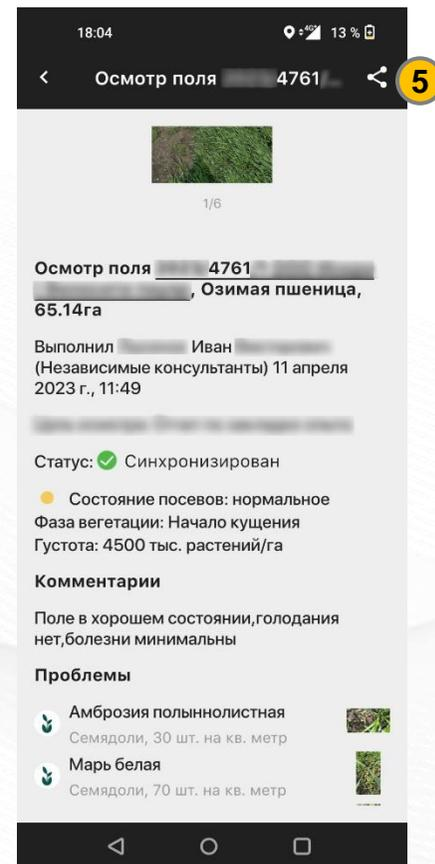 18:04 4G 13 %
Осмотр поля 4761/...
5
1/6
Осмотр поля 4761
, Озимая пшеница,
65.14га
Выполнил Иван
(Независимые консультанты) 11 апреля
2023 г., 11:49
Статус: Синхронизирован
Состояние посевов: нормальное
Фаза вегетации: Начало кущения
Густота: 4500 тыс. растений/га
Комментарии
Поле в хорошем состоянии,голодания
нет,болезни минимальны
Проблемы
Амброзия полыннолистная
Семядоли, 30 шт. на кв. метр
Марь белая
Семядоли, 70 шт. на кв. метр